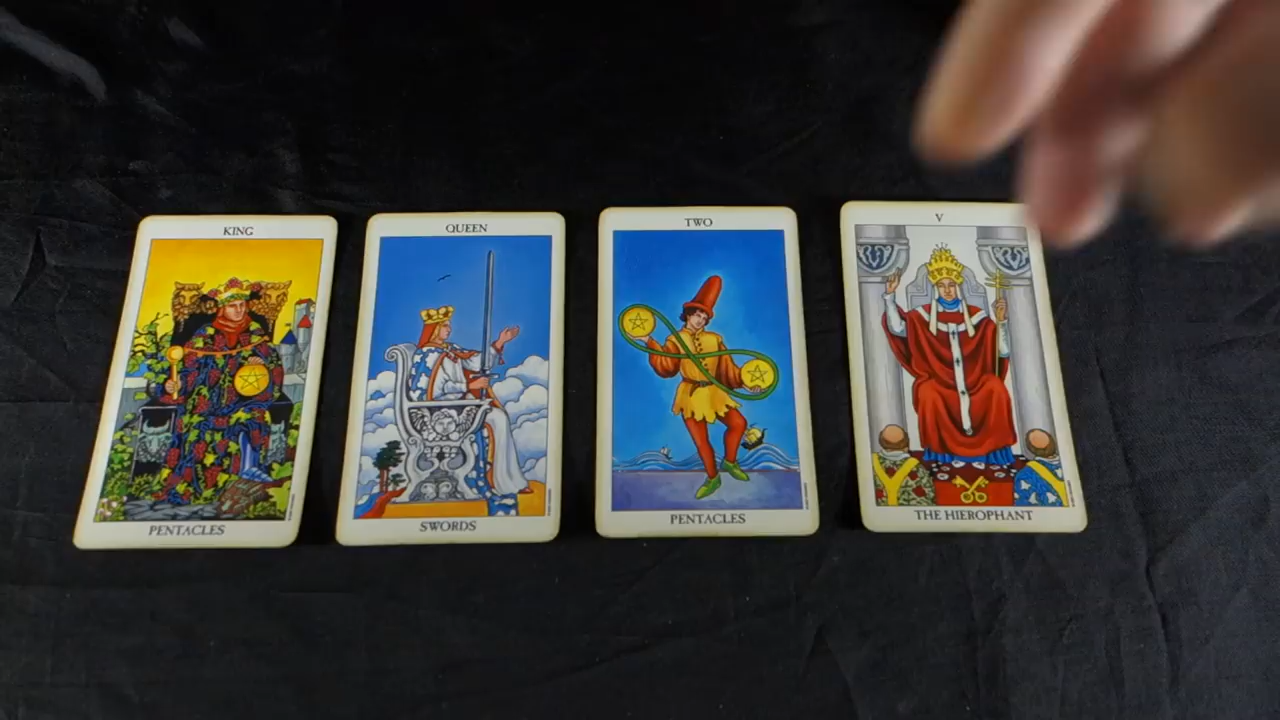 KING
PENTACLES
QUEEN
SWORDS
TWO
PENTACLES
V
THE HIEROPHANT